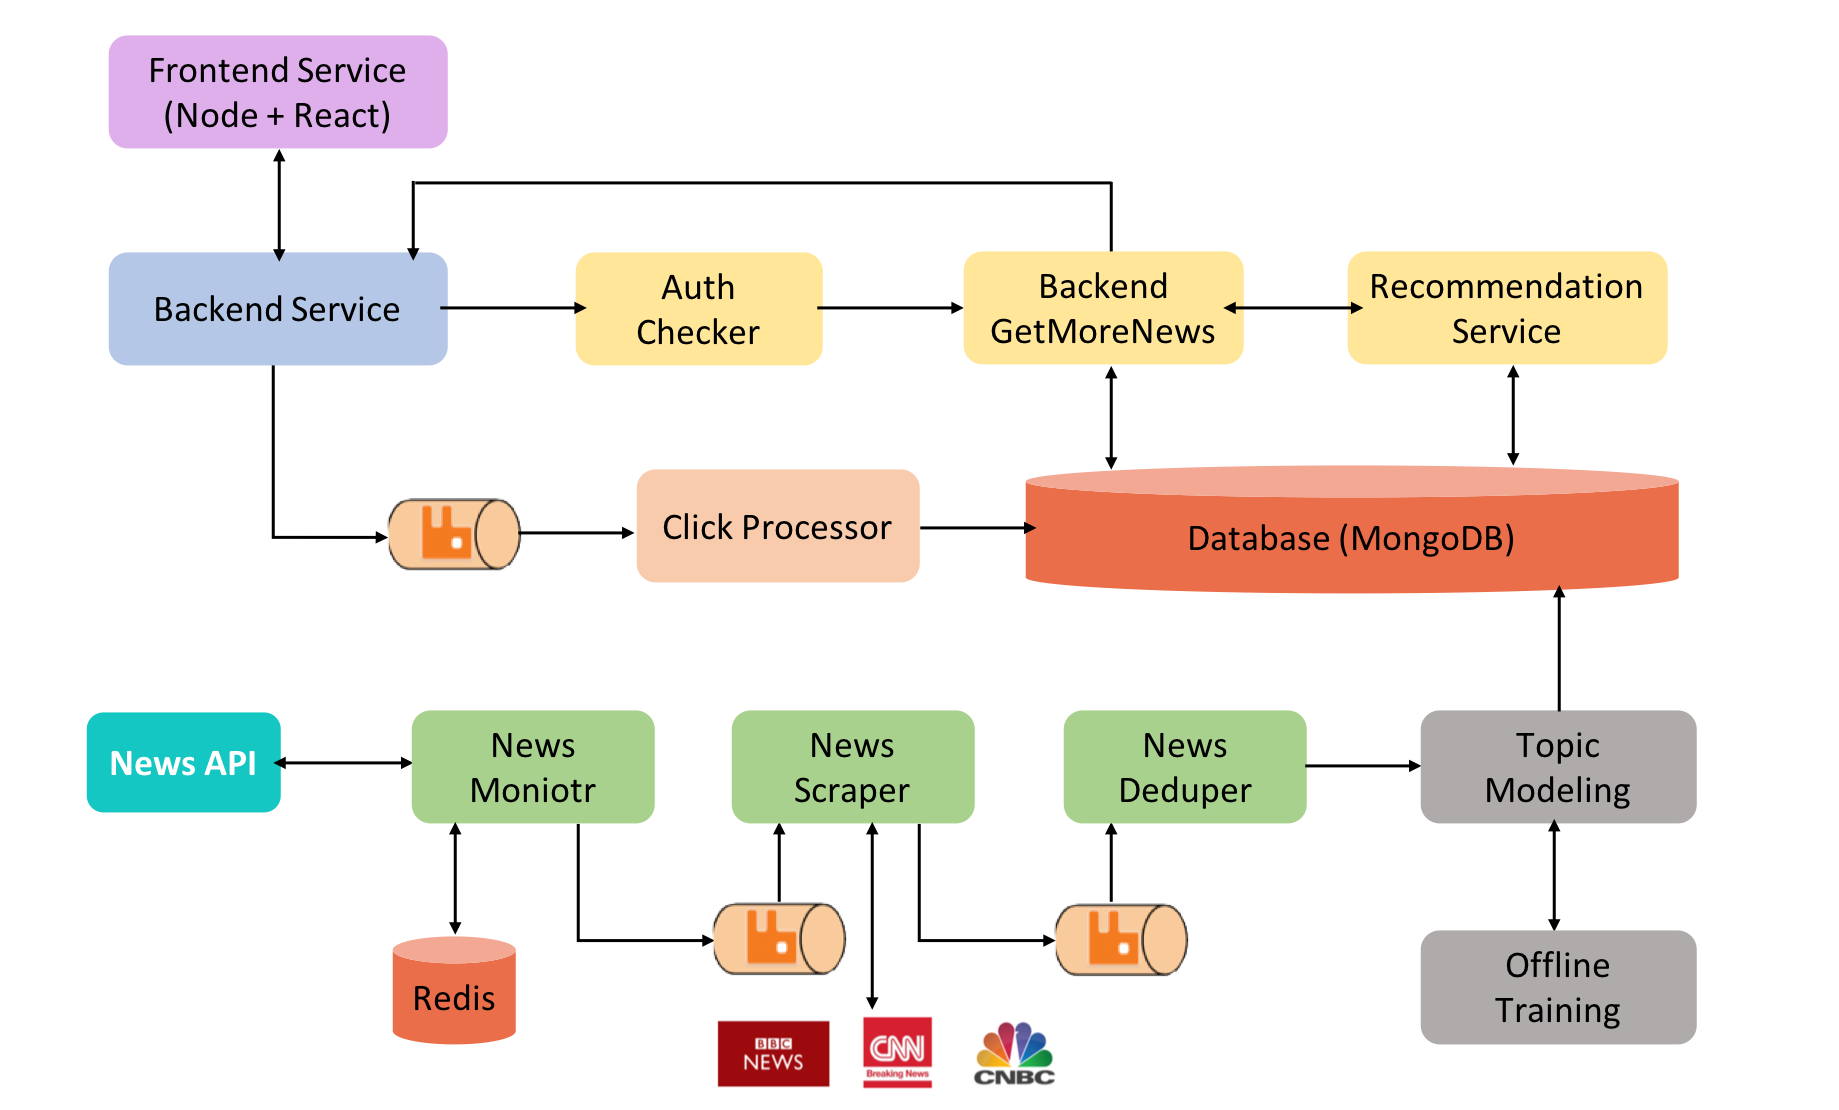 Frontend Service
(Node + React)
Backend Service
Auth
Checker
Backend
GetMoreNews
Recommendation
Service
Click Processor
Database (MongoDB)
News API
News
Moniotr
News
Scraper
News
Deduper
Topic
Modeling
Redis
Offline
Training
BBC
NEWS
CNN
Breaking News
CNBC